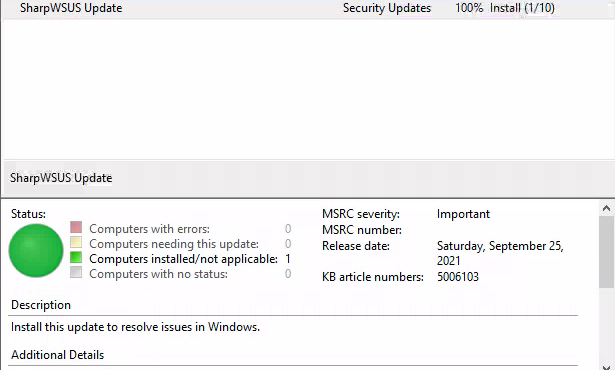 SharpWSUS Update Security Updates 100% Install (1/10)
SharpWSUS Update
Status:
Computers with errors: 0
Computers needing this update: 0
Computers installed/not applicable: 1
Computers with no status: 0
MSRC severity: Important
MSRC number:
Release date: Saturday, September 25,
2021
KB article numbers: 5006103
Description
Install this update to resolve issues in Windows.
Additional Details